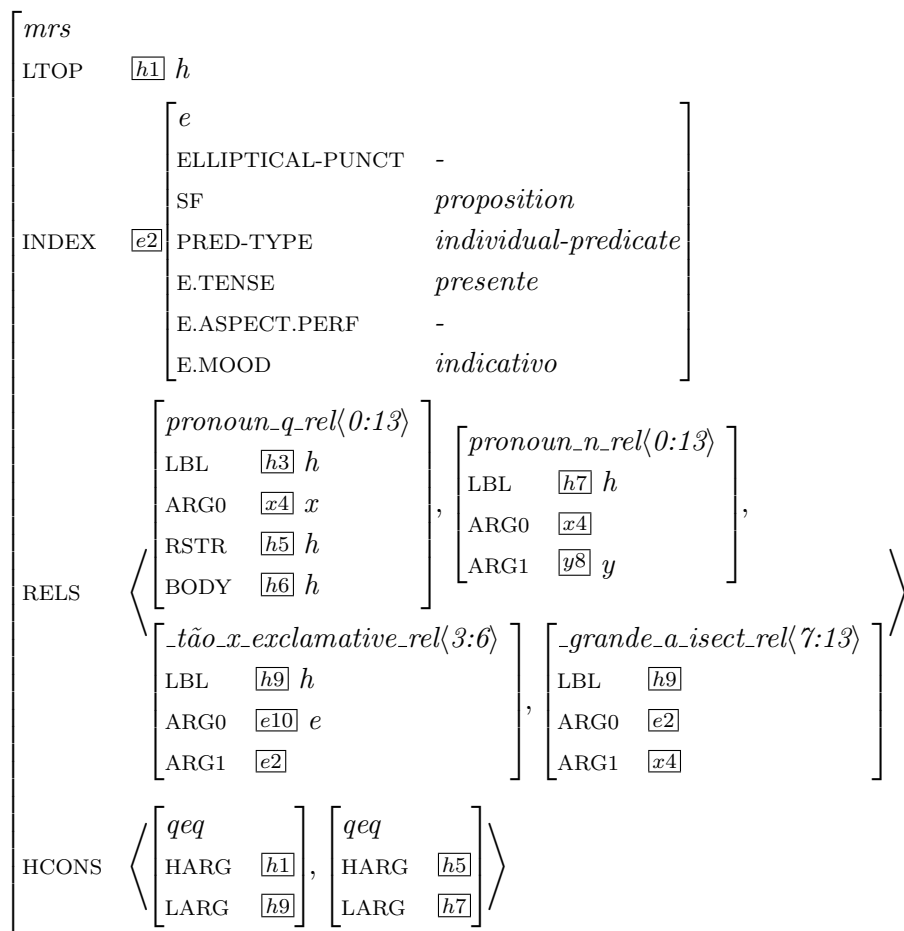 mrs
LTOP h1 h
INDEX e2
e
ELLIPTICAL-PUNCT -
SF proposition
PRED-TYPE individual-predicate
E.TENSE presente
E.ASPECT.PERF -
E.MOOD indicativo
RELS
pronoun_q_rel⟨0:13⟩
LBL h3 h
ARG0 x4 x
RSTR h5 h
BODY h6 h
,
pronoun_n_rel⟨0:13⟩
LBL h7 h
ARG0 x4
ARG1 y8 y
,
_tão_x_exclamative_rel⟨3:6⟩
LBL h9 h
ARG0 e10 e
ARG1 e2
,
_grande_a_isect_rel⟨7:13⟩
LBL h9
ARG0 e2
ARG1 x4
HCONS
qeq
HARG h1
LARG h9
,
qeq
HARG h5
LARG h7